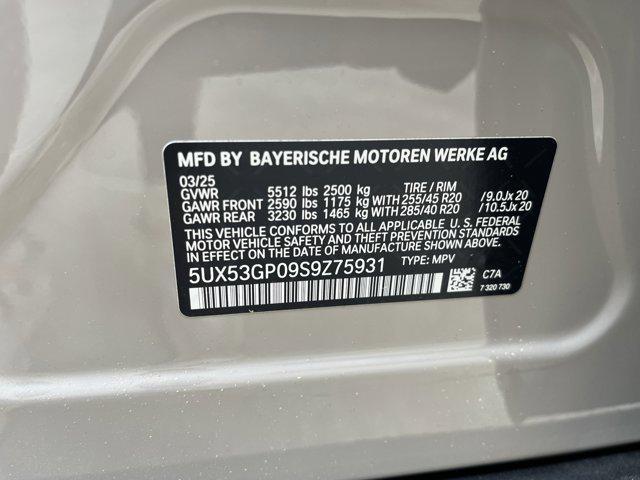 MFD BY BAYERISCHE MOTOREN WERKE AG
03/25
GVWR 5512 lbs 2500 kg TIRE / RIM
GAWR FRONT 2590 lbs 1175 kg WITH 255/45 R20 /9.0Jx 20
GAWR REAR 3230 lbs 1465 kg WITH 285/40 R20 /10.5Jx 20
THIS VEHICLE CONFORMS TO ALL APPLICABLE U.S. FEDERAL
MOTOR VEHICLE SAFETY, BUMPER, AND THEFT PREVENTION STANDARDS
IN EFFECT ON THE DATE OF MANUFACTURE SHOWN ABOVE.
5UX53GP09S9Z75931 TYPE: MPV
C7A
7 320 730